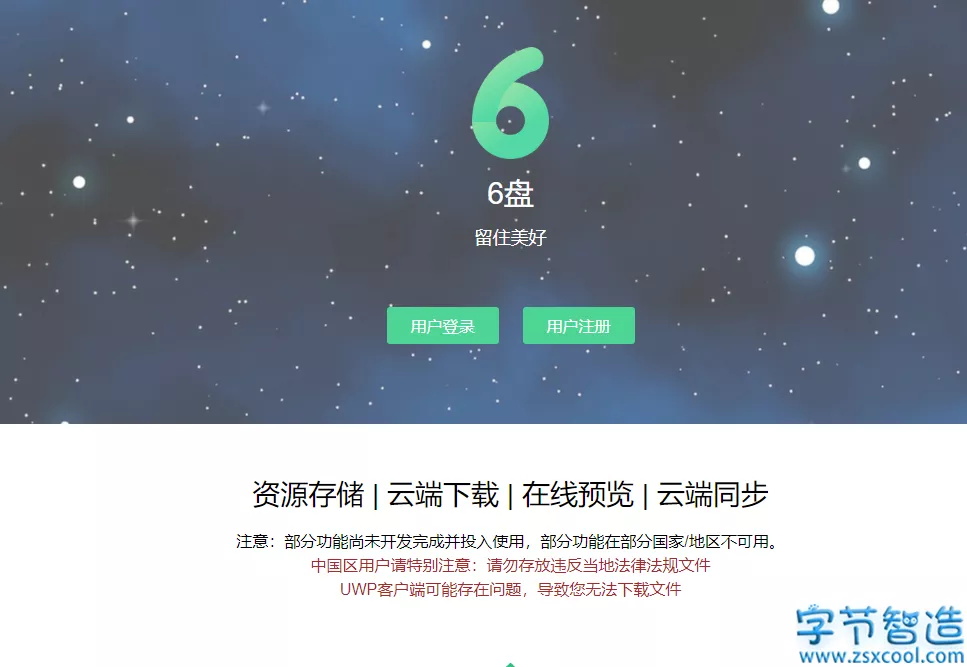 6
6盘
留住美好
用户登录
用户注册
资源存储 | 云端下载 | 在线预览 | 云端同步
注意：部分功能尚未开发完成并投入使用，部分功能在部分国家/地区不可用。
中国区用户请特别注意：请勿存放违反当地法律法规文件
UWP客户端可能存在问题，导致您无法下载文件
字节智造
www.zsxcool.com